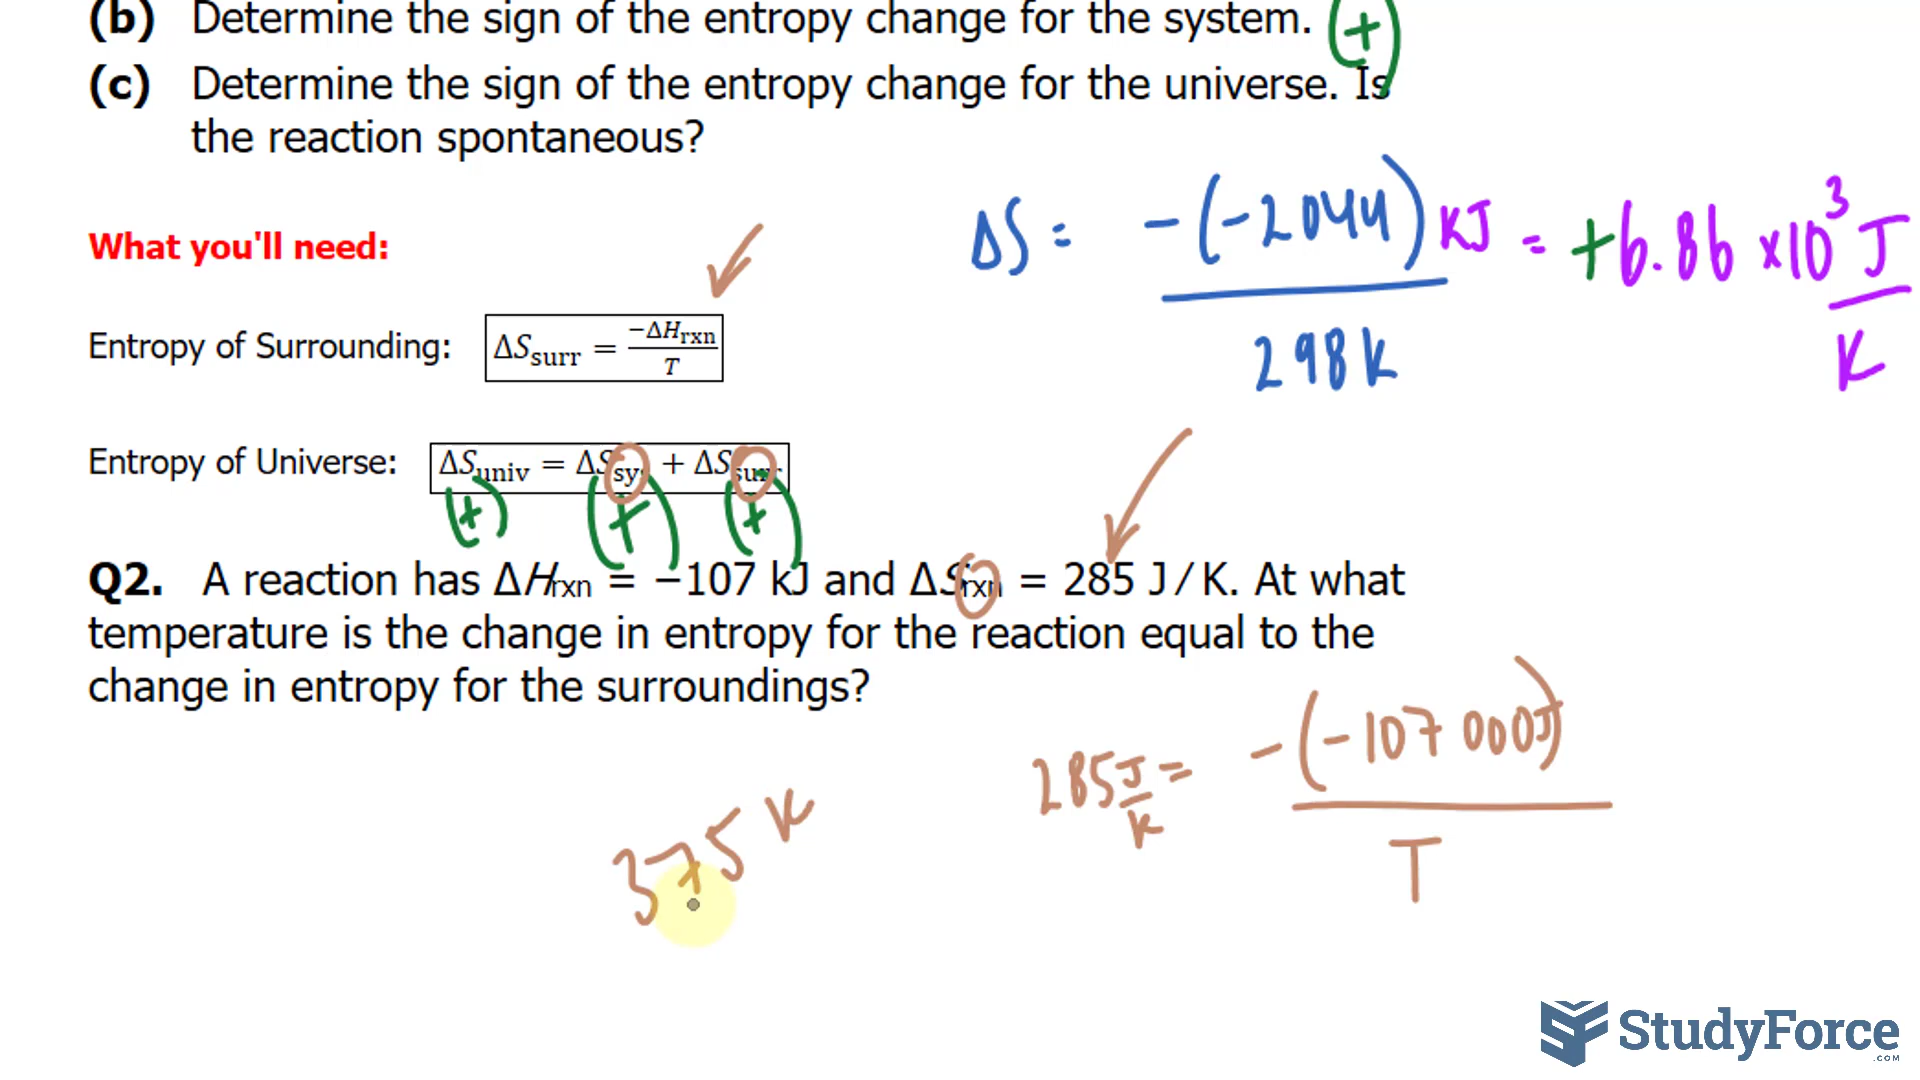 (b) Determine the sign of the entropy change for the system. (+)
(c) Determine the sign of the entropy change for the universe. Is
the reaction spontaneous?
What you'll need:
ΔS = -(-2044) KJ / 298 K = +6.86 ×10³ J/K
Entropy of Surrounding: ΔSsurr = −ΔHrxn / T
Entropy of Universe: ΔSuniv = ΔSsys + ΔSsurr
(+) (+) (+)
Q2. A reaction has ΔHrxn = −107 kJ and ΔSrxn = 285 J/K. At what
temperature is the change in entropy for the reaction equal to the
change in entropy for the surroundings?
285 J/K = -(-107 000J) / T
375 K
StudyForce
.COM